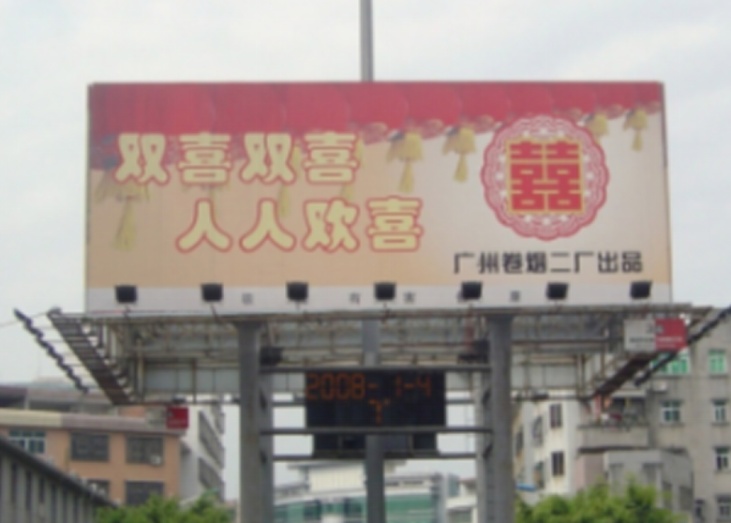 双喜双喜
人人欢喜
囍
广州卷烟二厂出品
2008- 1-4